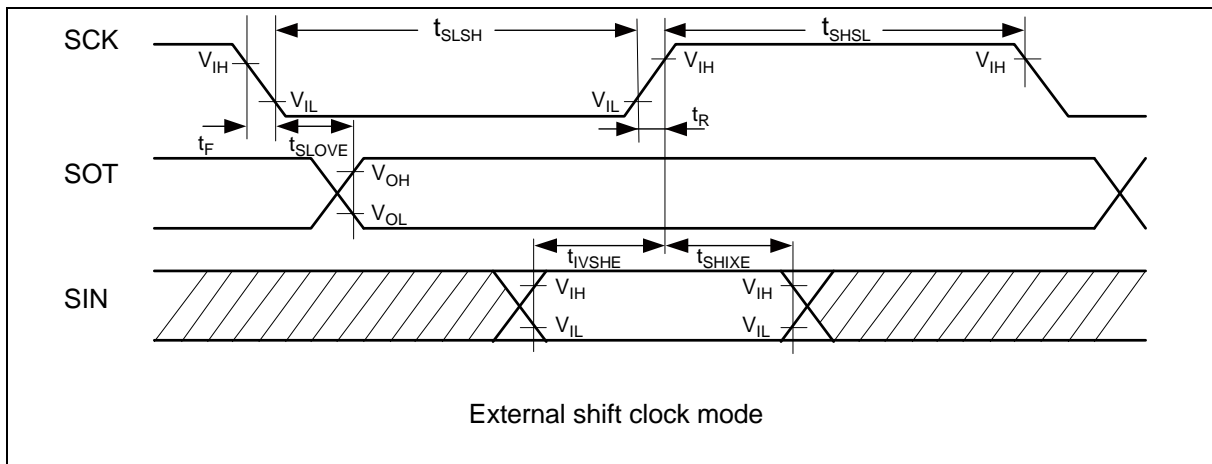 SCK
tSLSH
tSHSL
VIH
VIH
VIH
VIL
VIL
tR
tF
tSLOVE
SOT
VOH
VOL
tIVSHE
tSHIXE
SIN
VIH
VIH
VIL
VIL
External shift clock mode